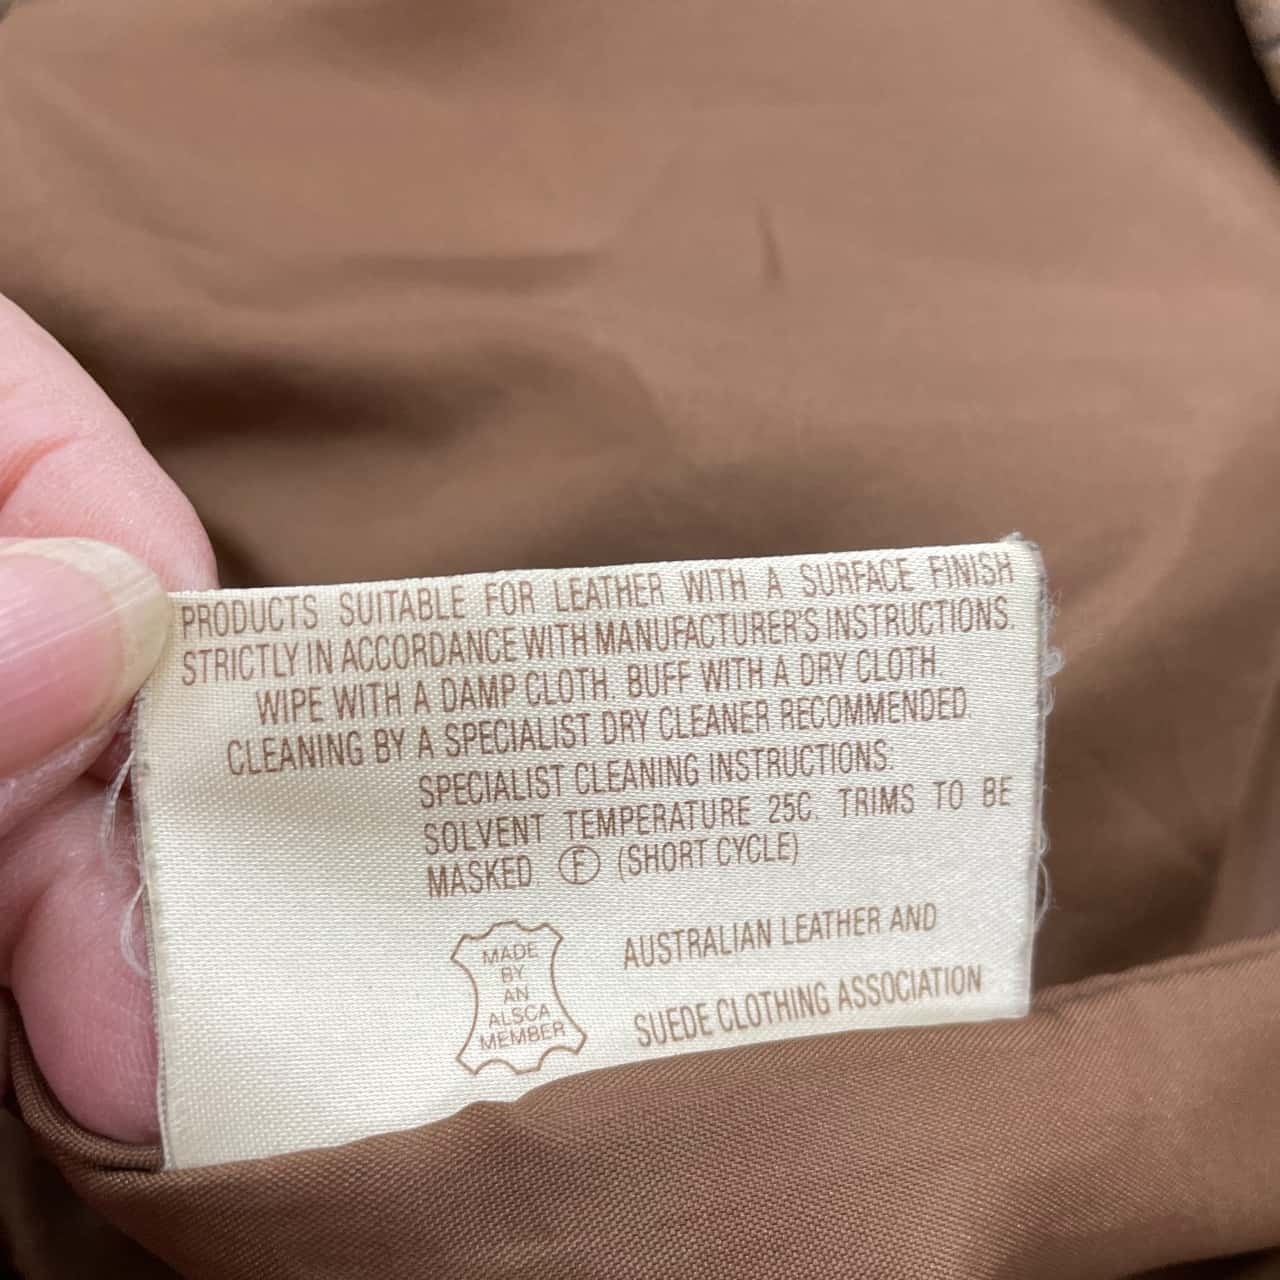 PRODUCTS SUITABLE FOR LEATHER WITH A SURFACE FINISH
STRICTLY IN ACCORDANCE WITH MANUFACTURER'S INSTRUCTIONS.
WIPE WITH A DAMP CLOTH. BUFF WITH A DRY CLOTH.
CLEANING BY A SPECIALIST DRY CLEANER RECOMMENDED.
SPECIALIST CLEANING INSTRUCTIONS.
SOLVENT TEMPERATURE 25C. TRIMS TO BE
MASKED. Ⓕ (SHORT CYCLE)
MADE
BY
AN
ALSCA
MEMBER
AUSTRALIAN LEATHER AND
SUEDE CLOTHING ASSOCIATION